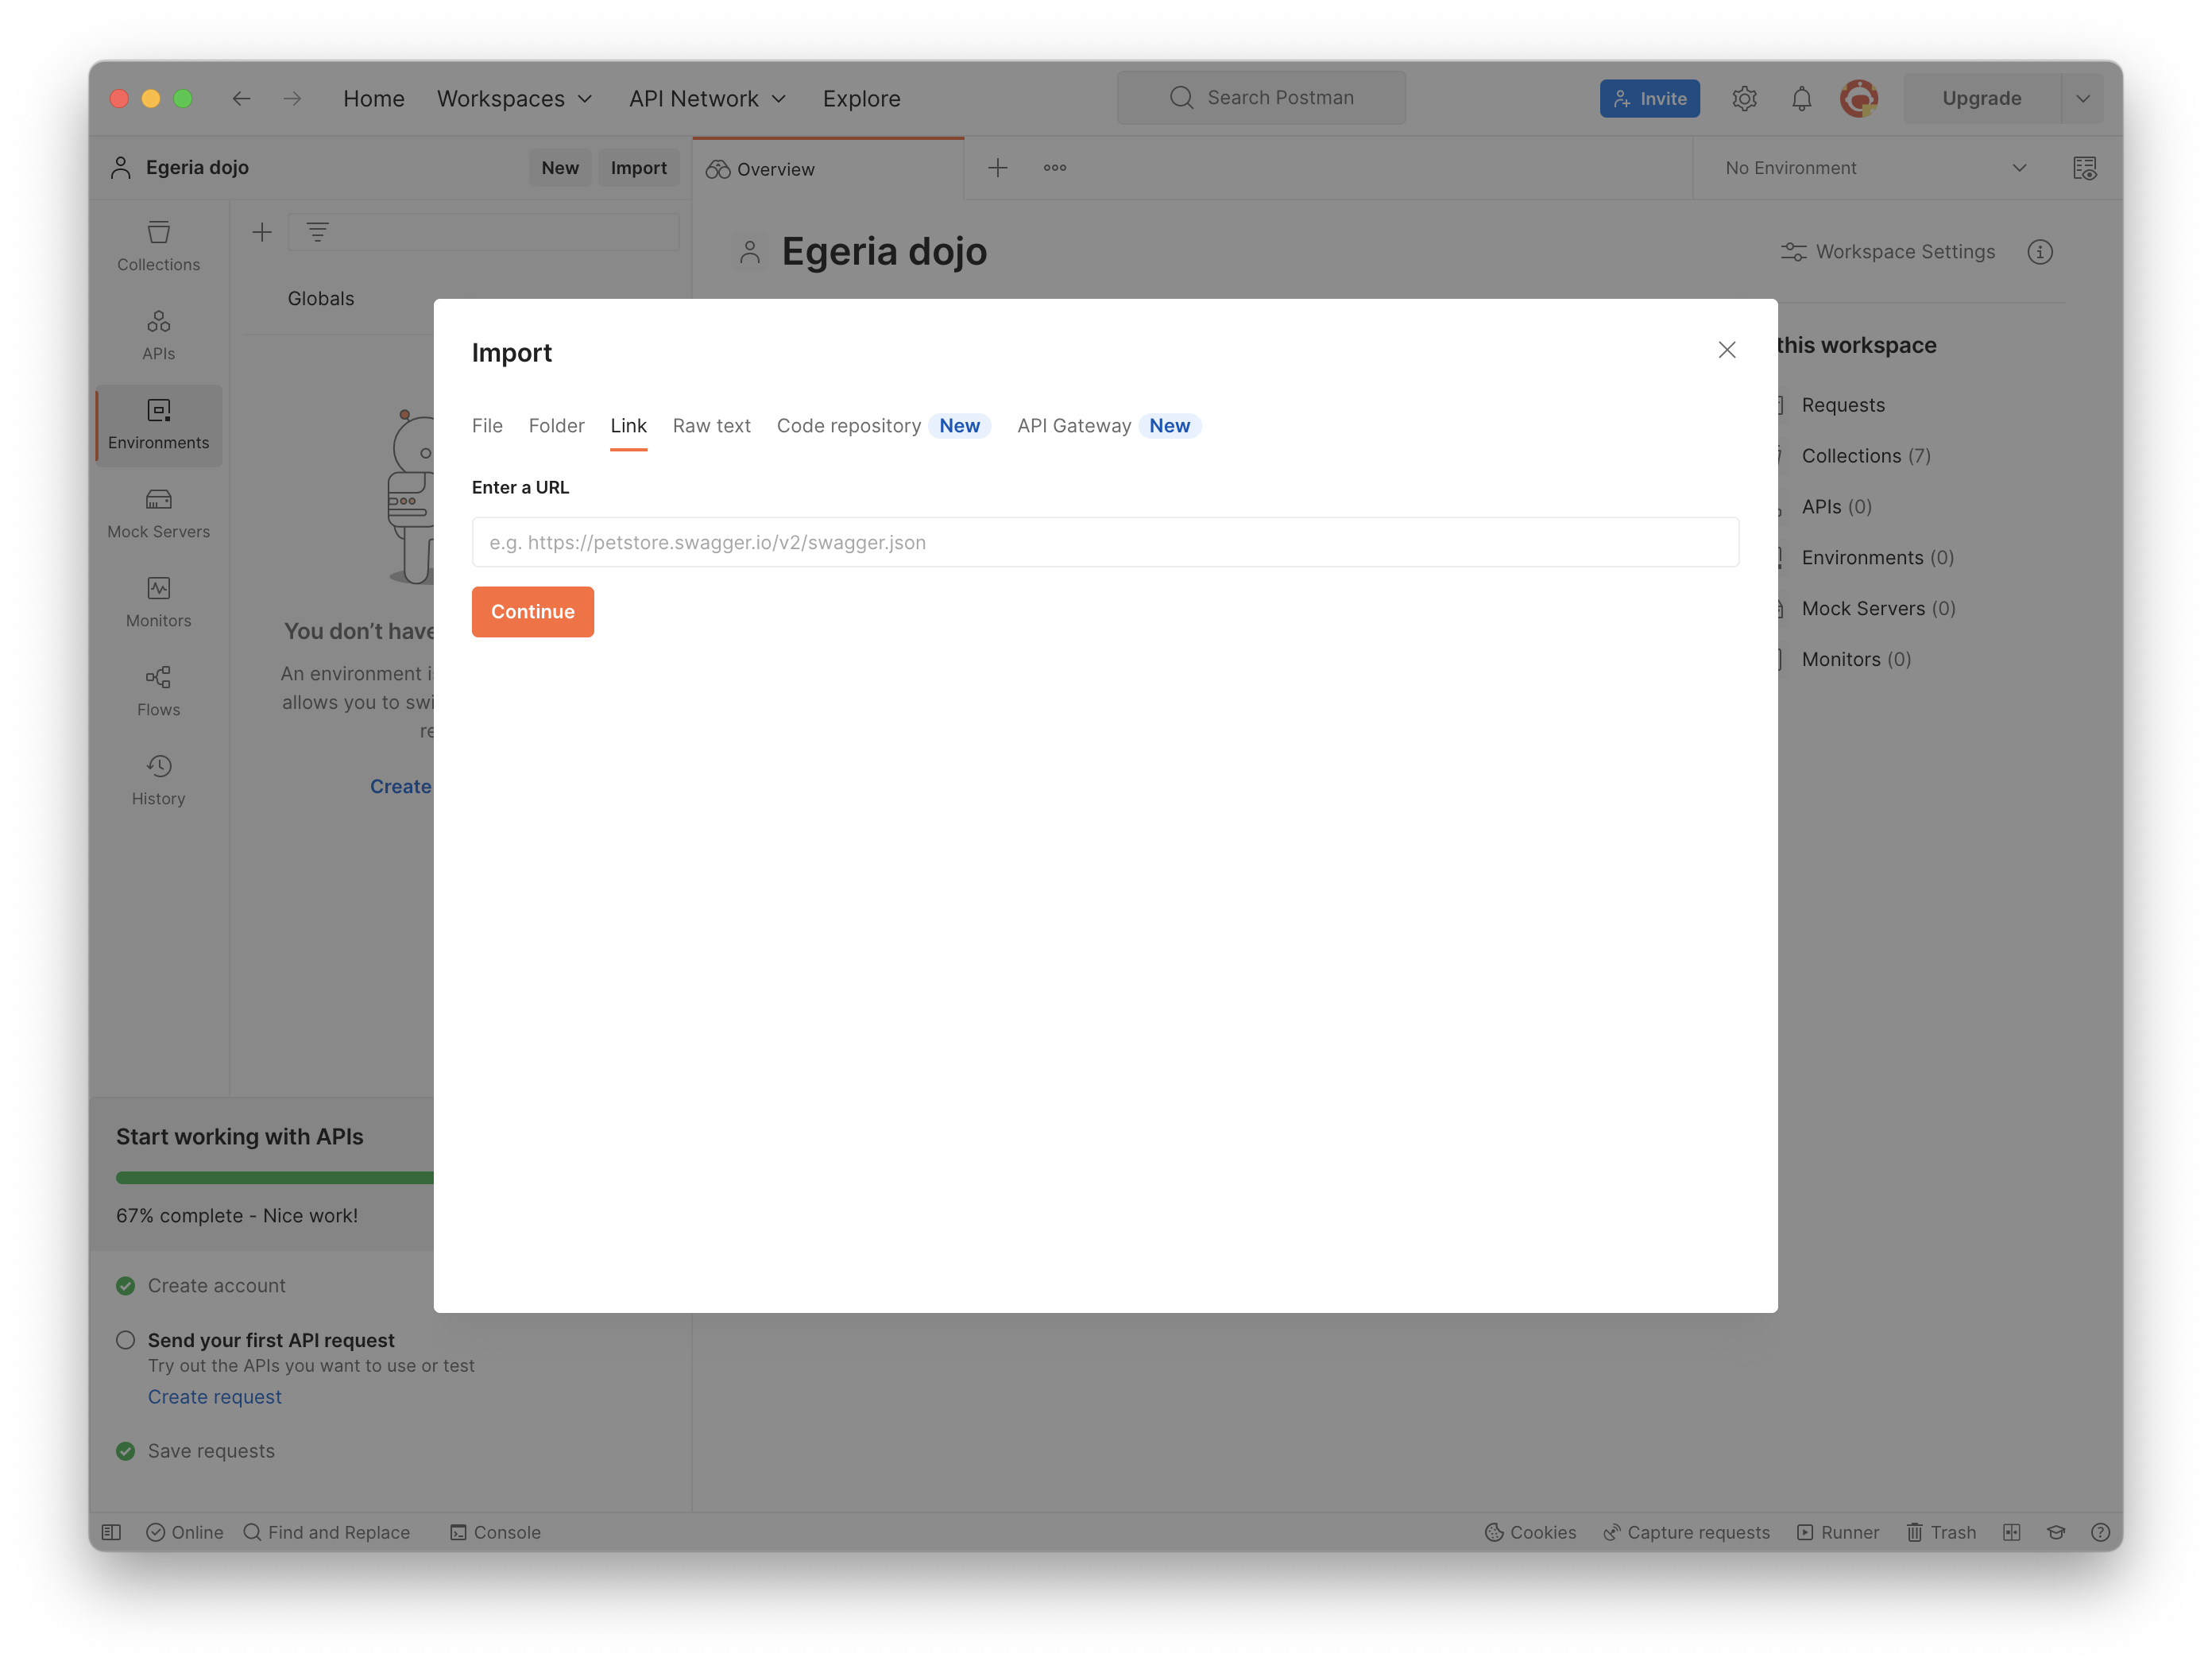 Home Workspaces API Network Explore Search Postman Invite Upgrade
Egeria dojo New Import Overview No Environment
Collections
APIs
Environments
Mock Servers
Monitors
Flows
History
Globals
You don’t have
An environment
allows you to
Create
Egeria dojo Workspace Settings
this workspace
Requests
Collections (7)
APIs (0)
Environments (0)
Mock Servers (0)
Monitors (0)
Import
File Folder Link Raw text Code repository New API Gateway New
Enter a URL
e.g. https://petstore.swagger.io/v2/swagger.json
Continue
Start working with APIs
67% complete - Nice work!
Create account
Send your first API request
Try out the APIs you want to use or test
Create request
Save requests
Online Find and Replace Console Cookies Capture requests Runner Trash